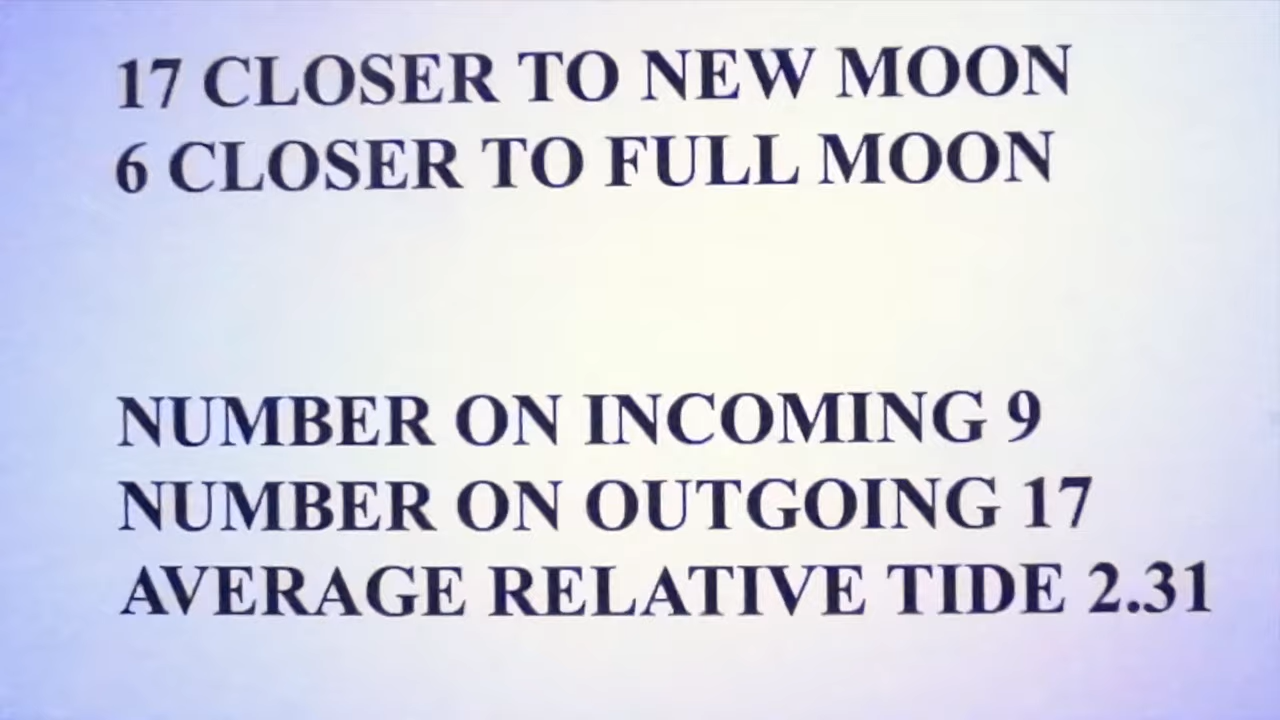 17 CLOSER TO NEW MOON
6 CLOSER TO FULL MOON
NUMBER ON INCOMING 9
NUMBER ON OUTGOING 17
AVERAGE RELATIVE TIDE 2.31